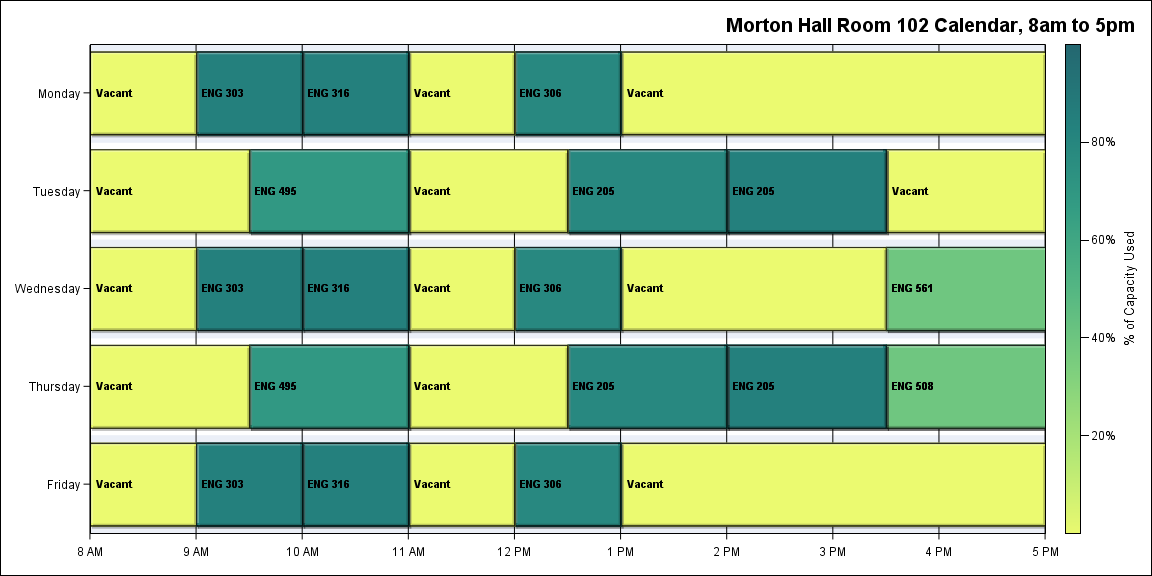 Morton Hall Room 102 Calendar, 8am to 5pm
Monday
Vacant
ENG 303
ENG 316
Vacant
ENG 306
Vacant
Tuesday
Vacant
ENG 495
Vacant
ENG 205
ENG 205
Vacant
Wednesday
Vacant
ENG 303
ENG 316
Vacant
ENG 306
Vacant
ENG 561
Thursday
Vacant
ENG 495
Vacant
ENG 205
ENG 205
ENG 508
Friday
Vacant
ENG 303
ENG 316
Vacant
ENG 306
Vacant
8 AM
9 AM
10 AM
11 AM
12 PM
1 PM
2 PM
3 PM
4 PM
5 PM
80%
60%
40%
20%
% of Capacity Used